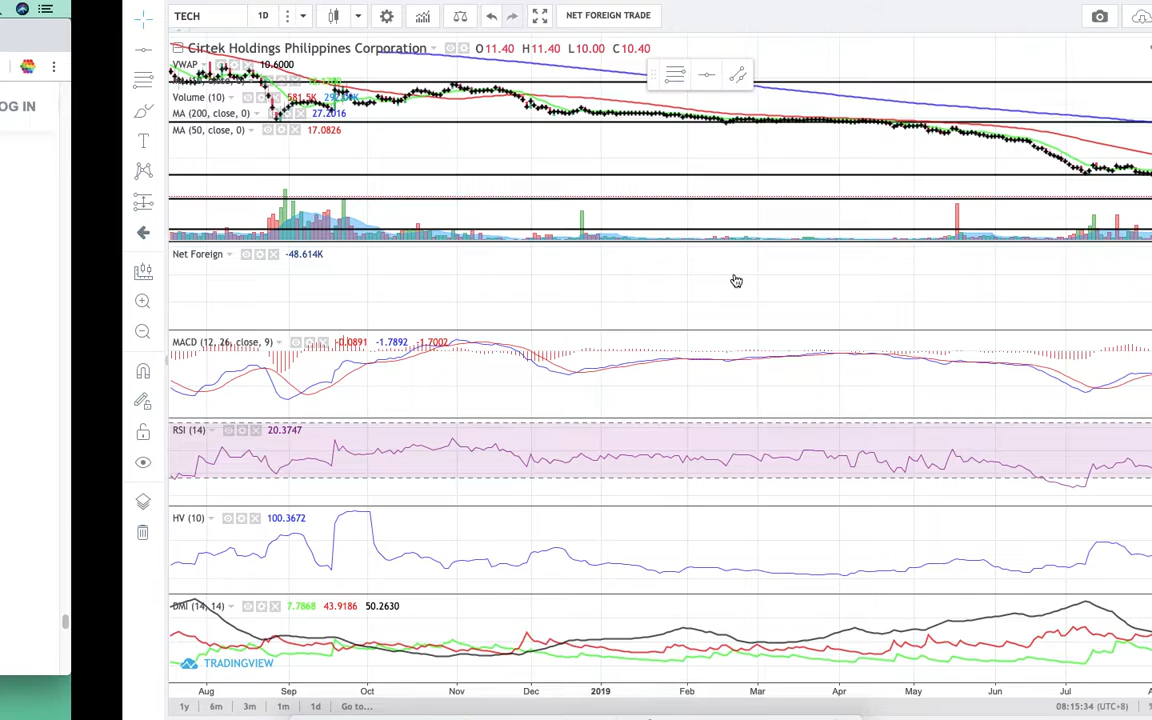 TECH
1D
NET FOREIGN TRADE
Cirtek Holdings Philippines Corporation O11.40 H11.40 L10.00 C10.40
VWAP 10.6000
OG IN
Volume (10) 581.5K
MA (200, close, 0) 27.2016
MA (50, close, 0) 17.0826
Net Foreign -48.614K
MACD (12, 26, close, 9) -0.0891 -1.7892 -1.7002
RSI (14) 20.3747
HV (10) 100.3672
DMI (14, 14) 7.7868 43.9186 50.2630
TRADINGVIEW
Aug Sep Oct Nov Dec 2019 Feb Mar Apr May Jun Jul
1y 6m 3m 1m 1d Go to... 08:15:34 (UTC+8) %